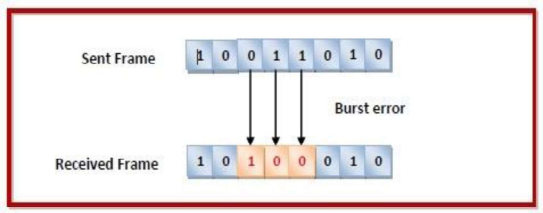 Sent Frame 1 0 0 1 1 0 1 0
Burst error
Received Frame 1 0 1 0 0 0 1 0